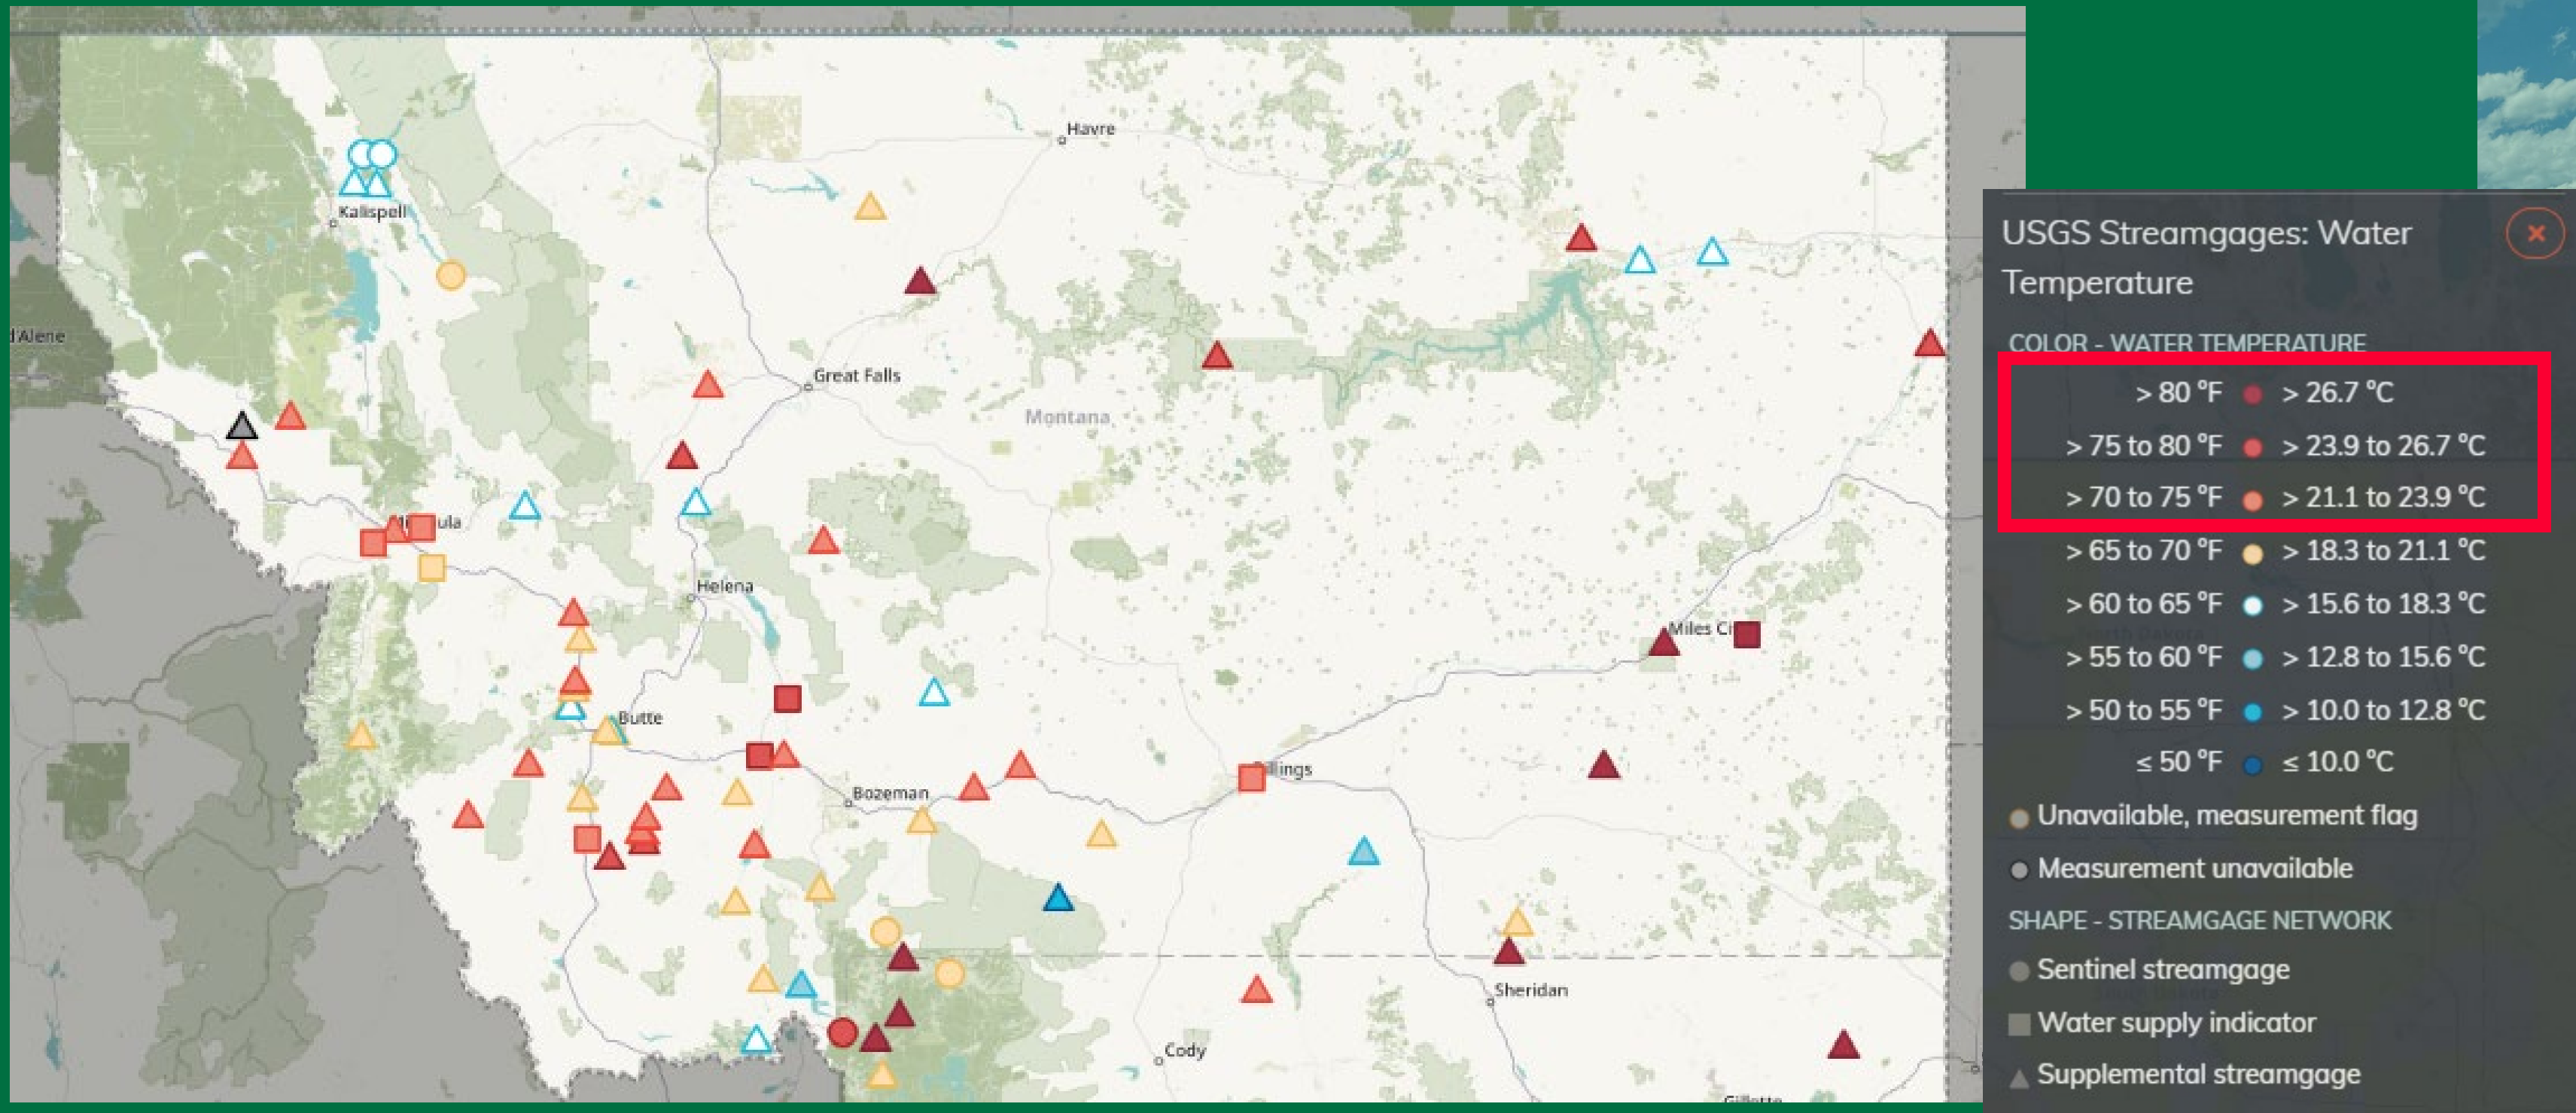 Havre
Kalispell
d'Alene
Great Falls
Montana
Helena
Miles Ci
Butte
Bozeman
Sheridan
Cody
USGS Streamgages: Water
Temperature
COLOR - WATER TEMPERATURE
> 80 °F > 26.7 °C
> 75 to 80 °F > 23.9 to 26.7 °C
> 70 to 75 °F > 21.1 to 23.9 °C
> 65 to 70 °F > 18.3 to 21.1 °C
> 60 to 65 °F > 15.6 to 18.3 °C
> 55 to 60 °F > 12.8 to 15.6 °C
> 50 to 55 °F > 10.0 to 12.8 °C
≤ 50 °F ≤ 10.0 °C
Unavailable, measurement flag
Measurement unavailable
SHAPE - STREAMGAGE NETWORK
Sentinel streamgage
Water supply indicator
Supplemental streamgage